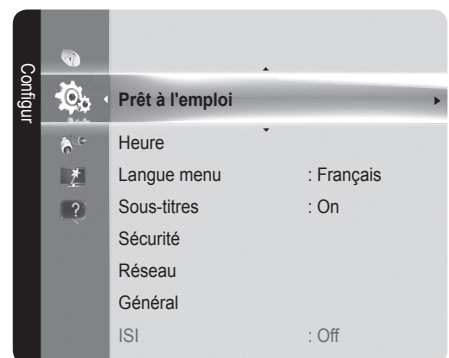 Configur
Prêt à l'emploi
Heure
Langue menu : Français
Sous-titres : On
Sécurité
Réseau
Général
ISI : Off